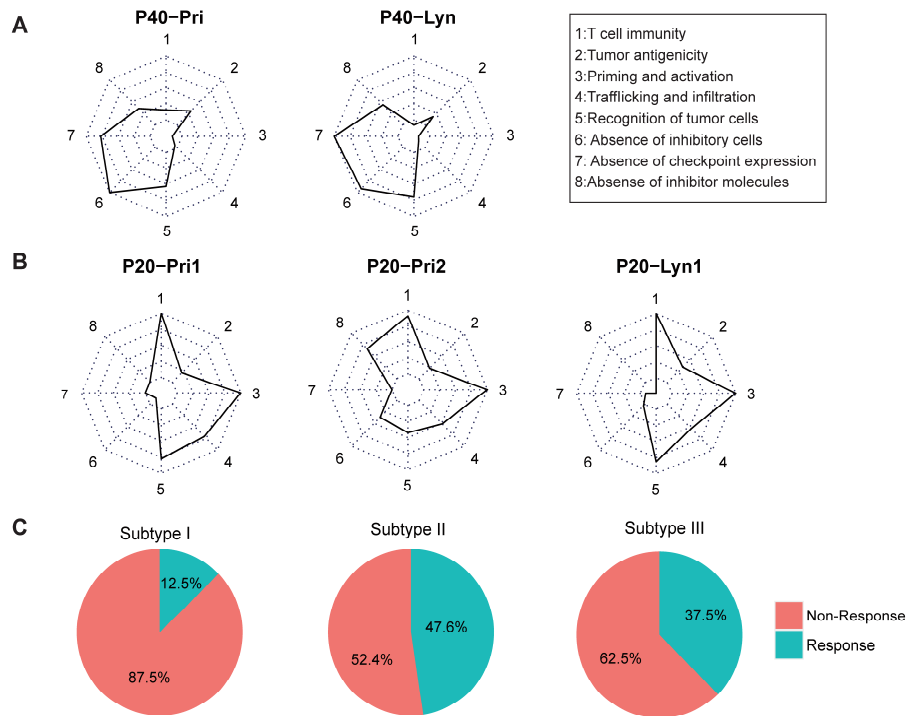 A
P40−Pri
P40−Lyn
1
2
3
4
5
6
7
8
1
2
3
4
5
6
7
8
1:T cell immunity
2:Tumor antigenicity
3:Priming and activation
4:Trafflicking and infiltration
5:Recognition of tumor cells
6: Absence of inhibitory cells
7: Absence of checkpoint expression
8:Absense of inhibitor molecules
B
P20−Pri1
P20−Pri2
P20−Lyn1
1
2
3
4
5
6
7
8
1
2
3
4
5
6
7
8
1
2
3
4
5
6
7
8
C
Subtype I
Subtype II
Subtype III
12.5%
87.5%
47.6%
52.4%
37.5%
62.5%
Non-Response
Response